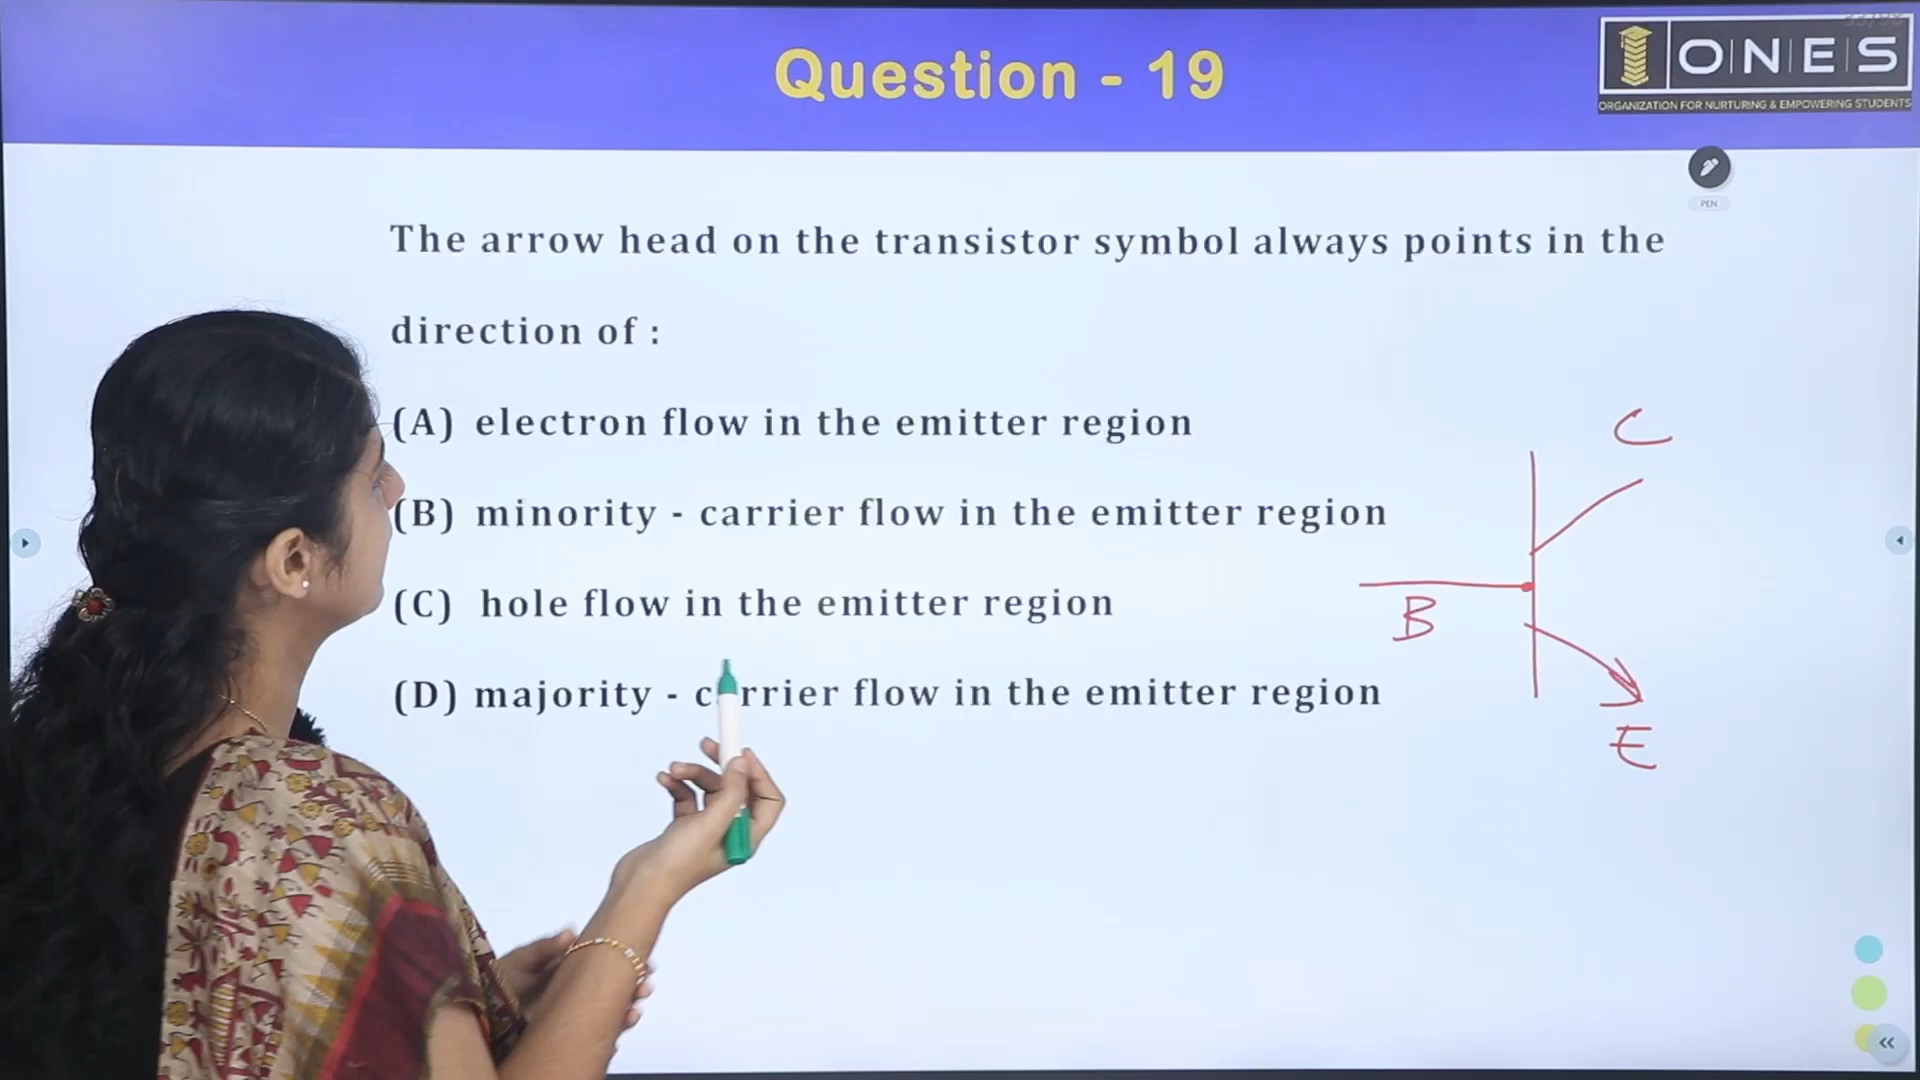 Question - 19
ONES
ORGANIZATION FOR NURTURING & EMPOWERING STUDENTS
PEN
The arrow head on the transistor symbol always points in the
direction of :
(A) electron flow in the emitter region
(B) minority - carrier flow in the emitter region
(C) hole flow in the emitter region
(D) majority - carrier flow in the emitter region
C
B
E